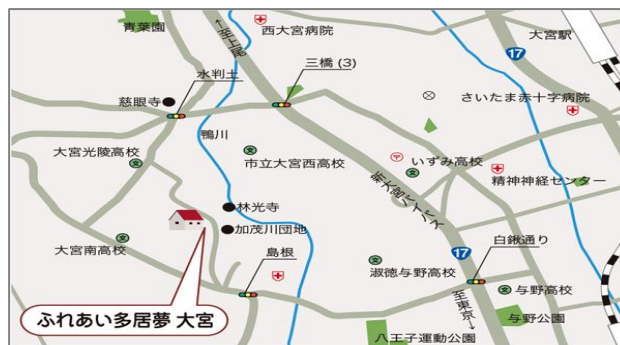 青葉園
←至上尾
西大宮病院
大宮駅
17
水判土
三橋 (3)
慈眼寺
さいたま赤十字病院
鴨川
大宮光陵高校
市立大宮西高校
いずみ高校
新大宮バイパス
精神神経センター
林光寺
加茂川団地
大宮南高校
島根
17
白鍬通り
淑徳与野高校
与野高校
至東京→
与野公園
ふれあい多居夢 大宮
八王子運動公園